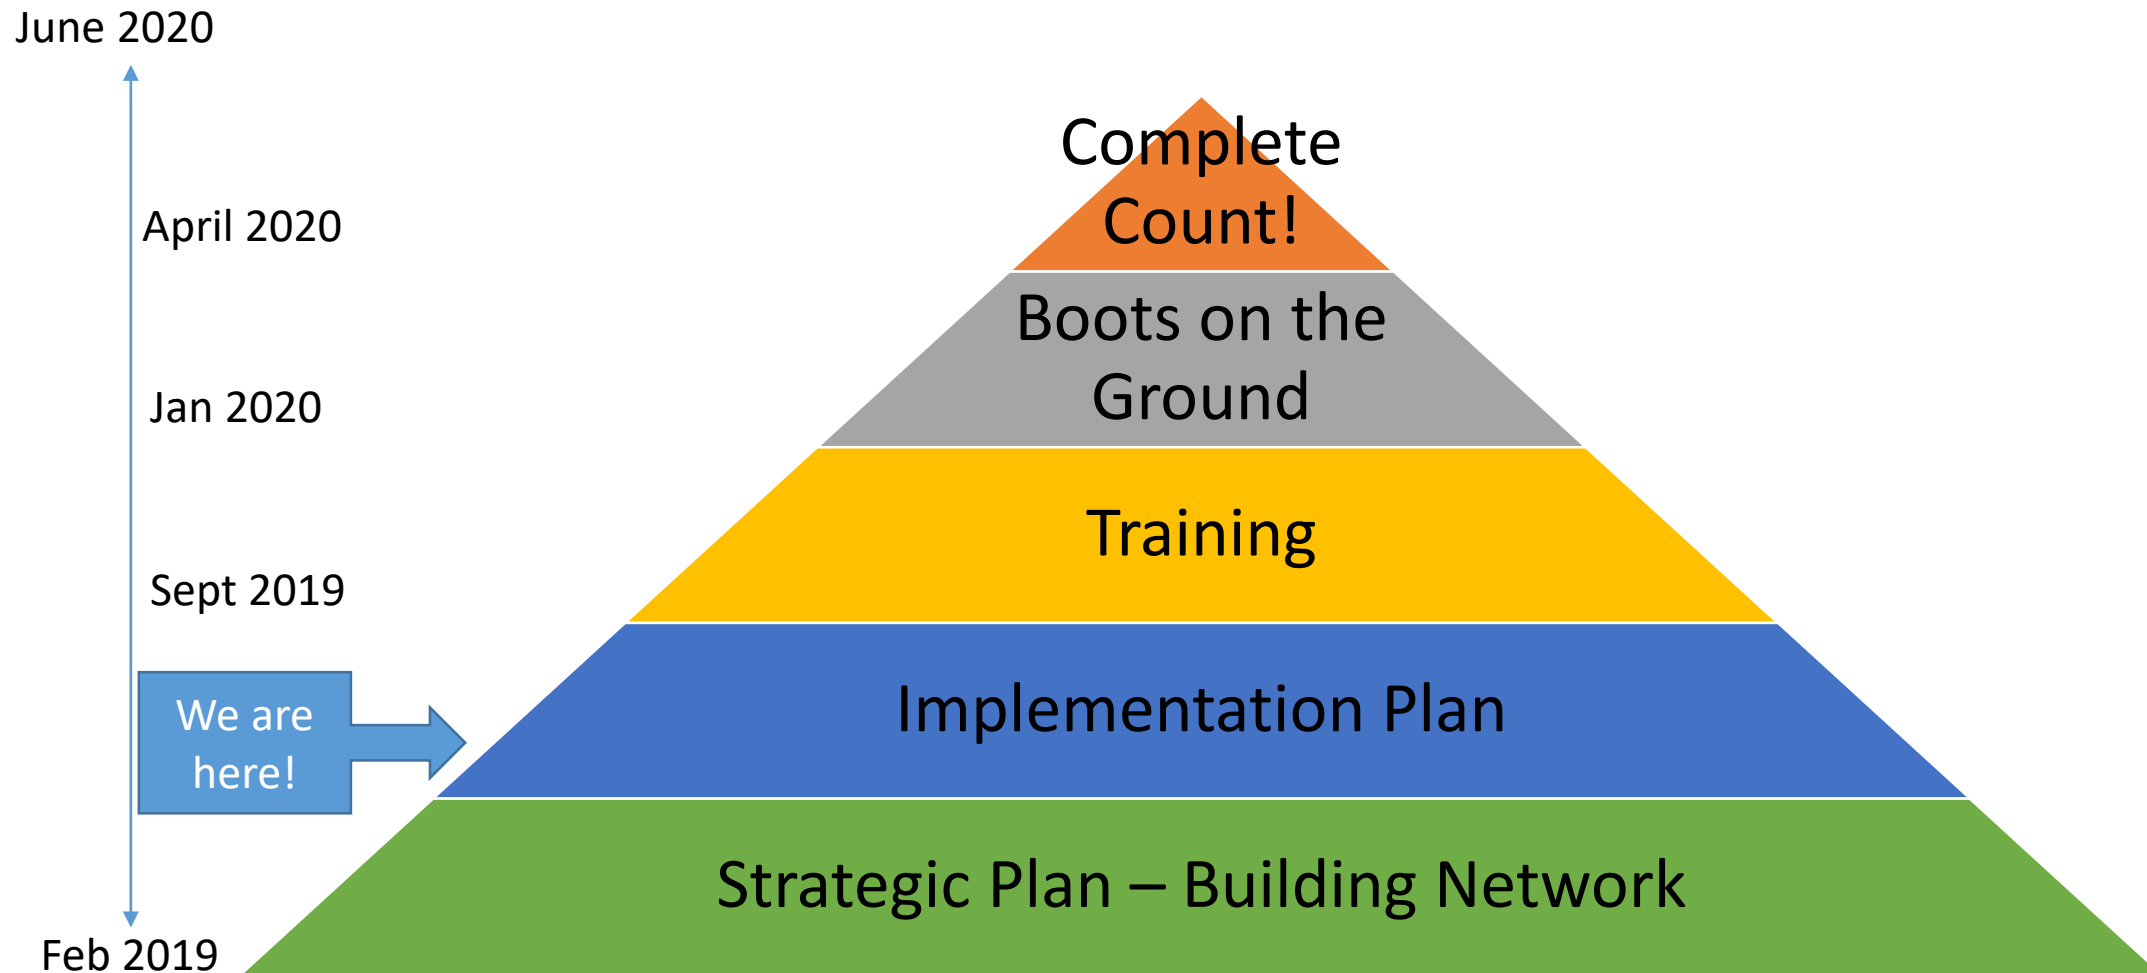 June 2020
Complete
Count!
April 2020
Boots on the
Ground
Jan 2020
Training
Sept 2019
We are
here!
Implementation Plan
Strategic Plan – Building Network
Feb 2019